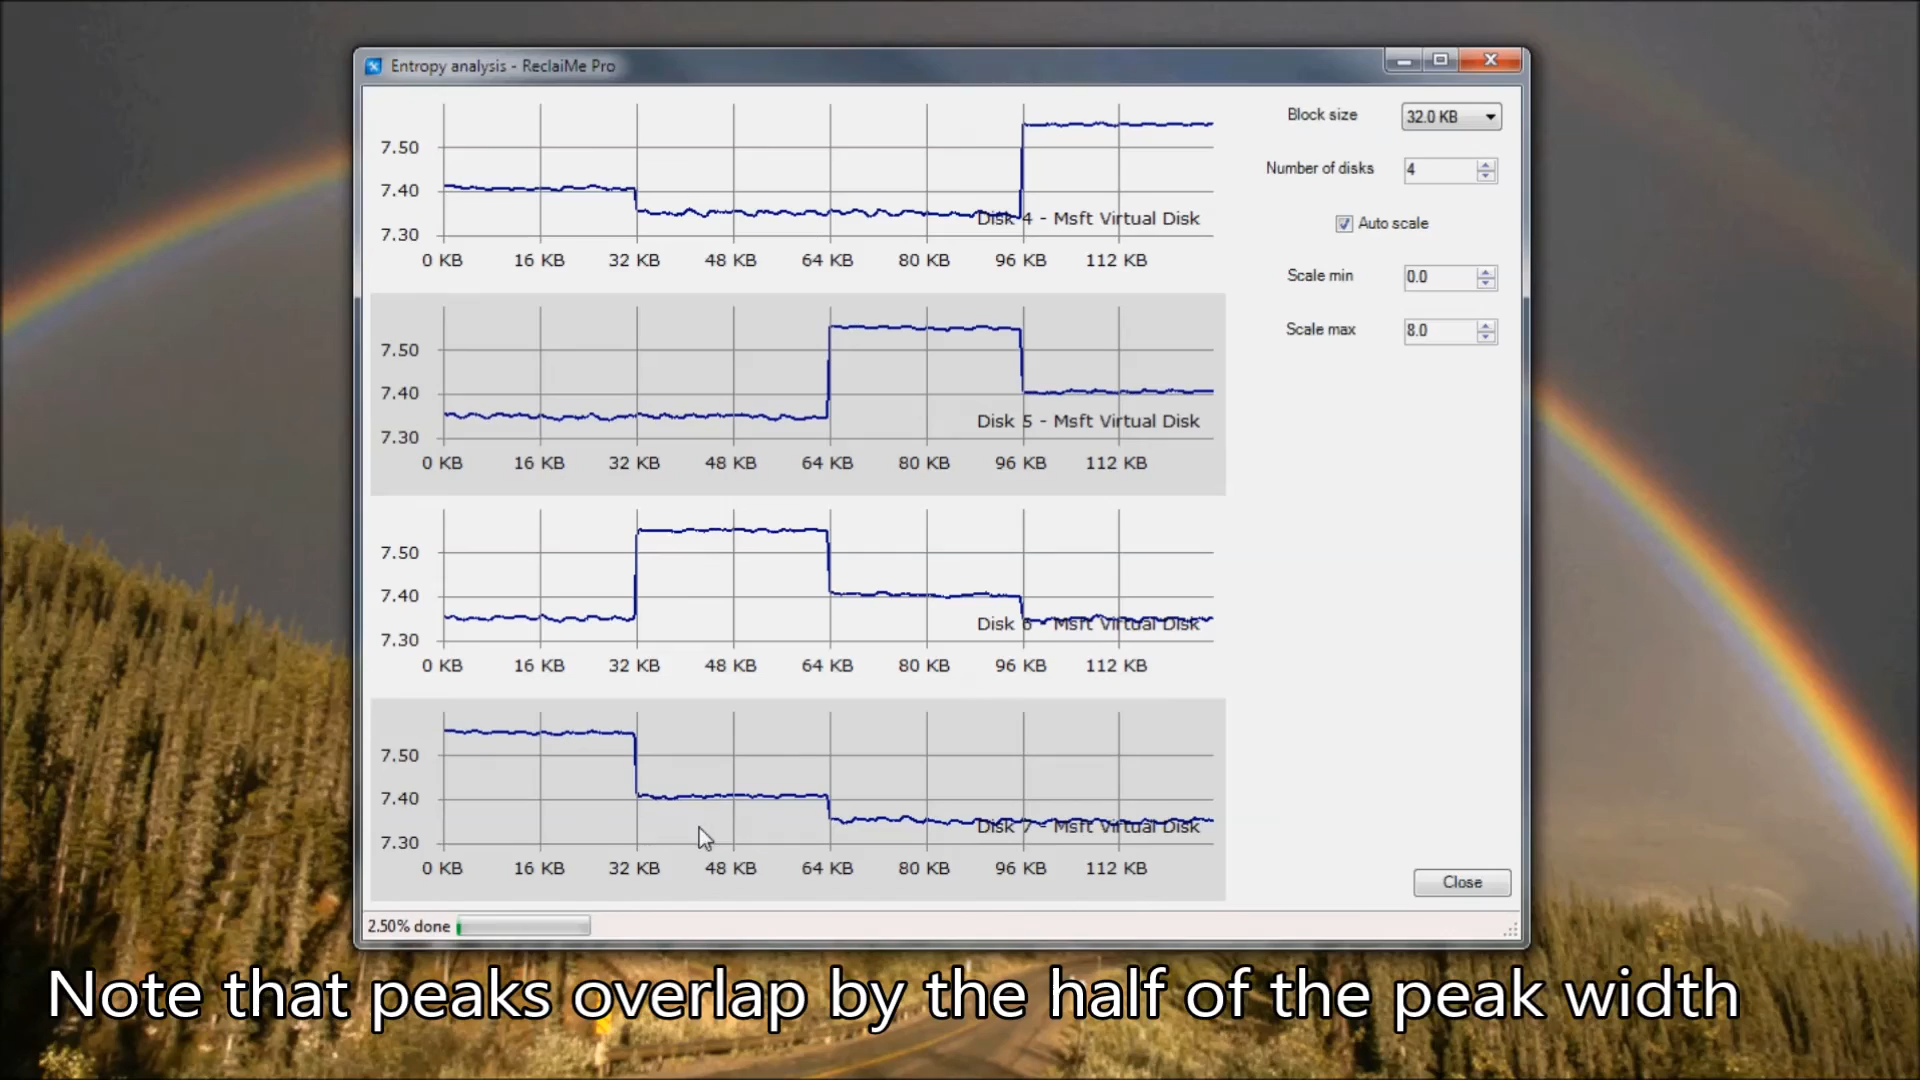 Entropy analysis - ReclaiMe Pro
7.50
7.40
7.30
Disk 4 - Msft Virtual Disk
0 KB 16 KB 32 KB 48 KB 64 KB 80 KB 96 KB 112 KB
7.50
7.40
7.30
Disk 5 - Msft Virtual Disk
0 KB 16 KB 32 KB 48 KB 64 KB 80 KB 96 KB 112 KB
7.50
7.40
7.30
Disk 6 - Msft Virtual Disk
0 KB 16 KB 32 KB 48 KB 64 KB 80 KB 96 KB 112 KB
7.50
7.40
7.30
Disk 7 - Msft Virtual Disk
0 KB 16 KB 32 KB 48 KB 64 KB 80 KB 96 KB 112 KB
Block size 32.0 KB
Number of disks 4
Auto scale
Scale min 0.0
Scale max 8.0
Close
2.50% done
Note that peaks overlap by the half of the peak width